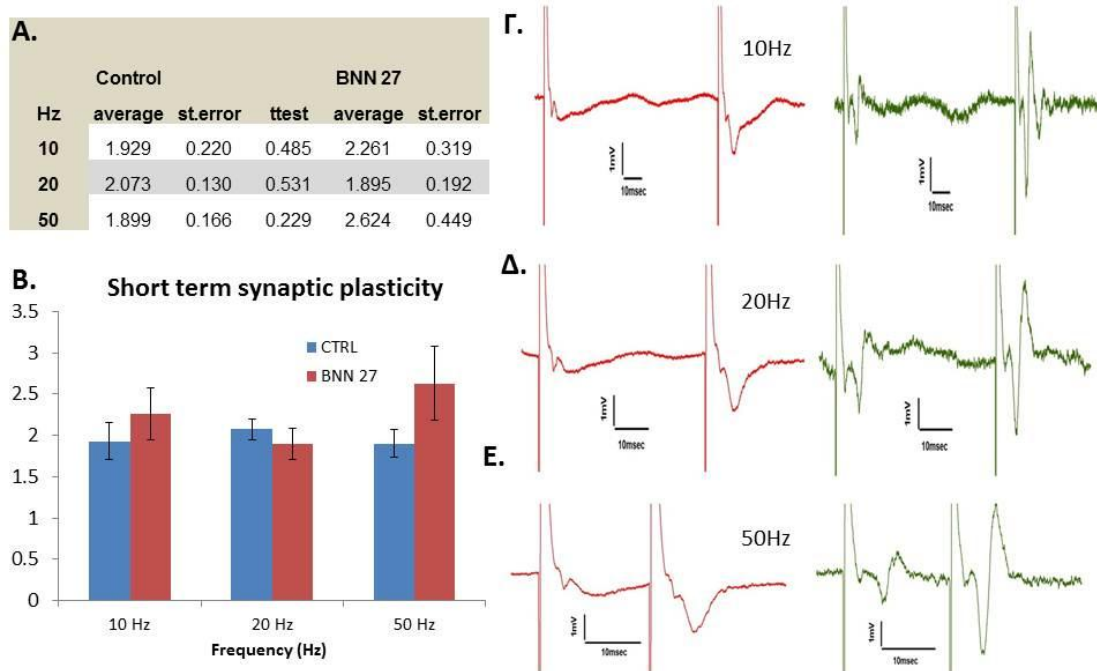 A.
Control BNN 27
Hz average st.error ttest average st.error
10 1.929 0.220 0.485 2.261 0.319
20 2.073 0.130 0.531 1.895 0.192
50 1.899 0.166 0.229 2.624 0.449
Β.
Short term synaptic plasticity
3.5
3
2.5
2
1.5
1
0.5
0
CTRL
BNN 27
10 Hz 20 Hz 50 Hz
Frequency (Hz)
Γ.
10Hz
1mV
10msec
1mV
10msec
Δ.
20Hz
1mV
10msec
1mV
10msec
Ε.
50Hz
1mV
10msec
1mV
10msec